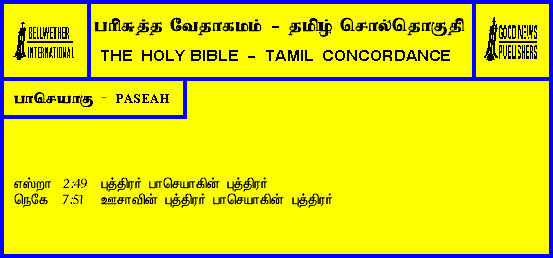 BELLWETHER
INTERNATIONAL
பரிசுத்த வேதாகமம் - தமிழ் சொல்தொகுதி
THE HOLY BIBLE - TAMIL CONCORDANCE
GOOD NEWS
PUBLISHERS
பாசெயாகு - PASEAH
எஸ்றா 2:49 புத்திரர் பாசெயாகின் புத்திரர்
நெகே 7:51 ஊசாவின் புத்திரர் பாசெயாகின் புத்திரர்